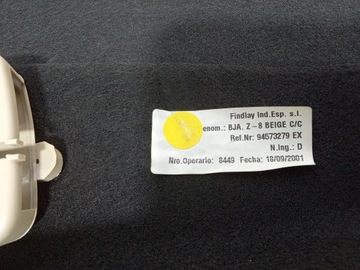 Findlay Ind.Esp. s.l.
enom.: BJA. Z-8 BEIGE C/C
Ref.Nr: 94573279 EX
N.Ing.: D
Nro.Operario: 8449 Fecha: 18/09/2001